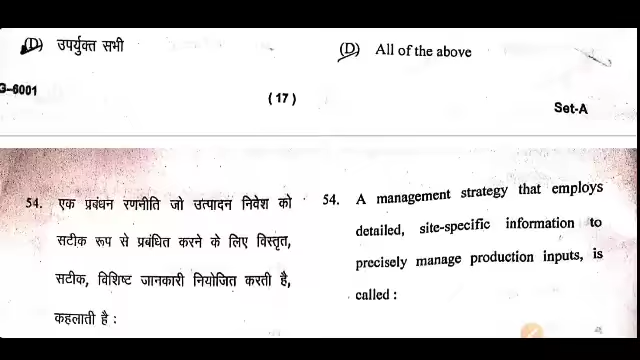 (D) उपर्युक्त सभी
(D) All of the above
G-6001
(17)
Set-A
54. एक प्रबंधन रणनीति जो उत्पादन निवेश को
सटीक रूप से प्रबंधित करने के लिए विस्तृत,
सटीक, विशिष्ट जानकारी नियोजित करती है,
कहलाती है :
54. A management strategy that employs
detailed, site-specific information to
precisely manage production inputs, is
called :